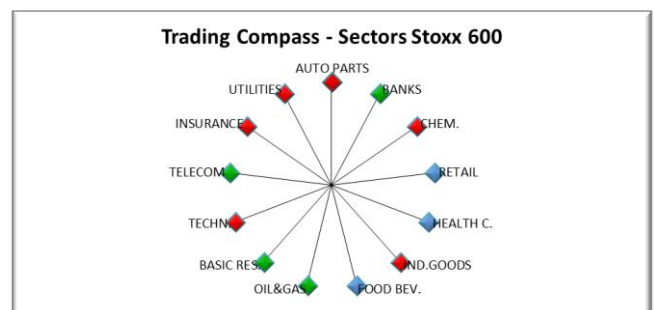 Trading Compass - Sectors Stoxx 600
AUTO PARTS
UTILITIES
BANKS
INSURANCE
CHEM.
TELECOM
RETAIL
TECHN.
HEALTH C.
BASIC RES.
IND.GOODS
OIL&GAS
FOOD BEV.